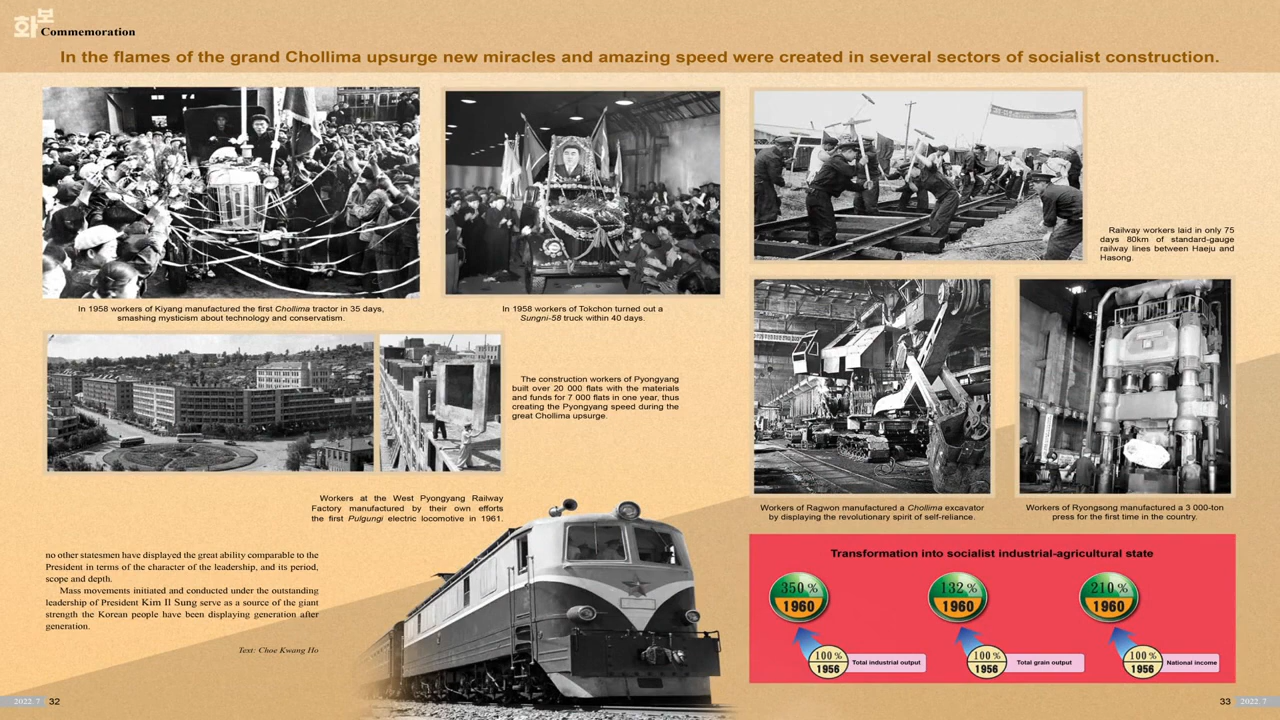 화보
Commemoration
In the flames of the grand Chollima upsurge new miracles and amazing speed were created in several sectors of socialist construction.
In 1958 workers of Kiyang manufactured the first Chollima tractor in 35 days,
smashing mysticism about technology and conservatism.
In 1958 workers of Tokchon turned out a
Sungni-58 truck within 40 days.
The construction workers of Pyongyang
built over 20 000 flats with the materials
and funds for 7 000 flats in one year, thus
creating the Pyongyang speed during the
great Chollima upsurge.
Workers at the West Pyongyang Railway
Factory manufactured by their own efforts
the first Pulgungi electric locomotive in 1961.
no other statesmen have displayed the great ability comparable to the
President in terms of the character of the leadership, and its period,
scope and depth.
Mass movements initiated and conducted under the outstanding
leadership of President Kim Il Sung serve as a source of the giant
strength the Korean people have been displaying generation after
generation.
Text: Choe Kwang Ho
2022. 7 32
Railway workers laid in only 75
days 80km of standard-gauge
railway lines between Haeju and
Hasong.
Workers of Ragwon manufactured a Chollima excavator
by displaying the revolutionary spirit of self-reliance.
Workers of Ryongsong manufactured a 3 000-ton
press for the first time in the country.
Transformation into socialist industrial-agricultural state
350 %
1960
100 %
1956
Total industrial output
132 %
1960
100 %
1956
Total grain output
210 %
1960
100 %
1956
National income
33 2022. 7